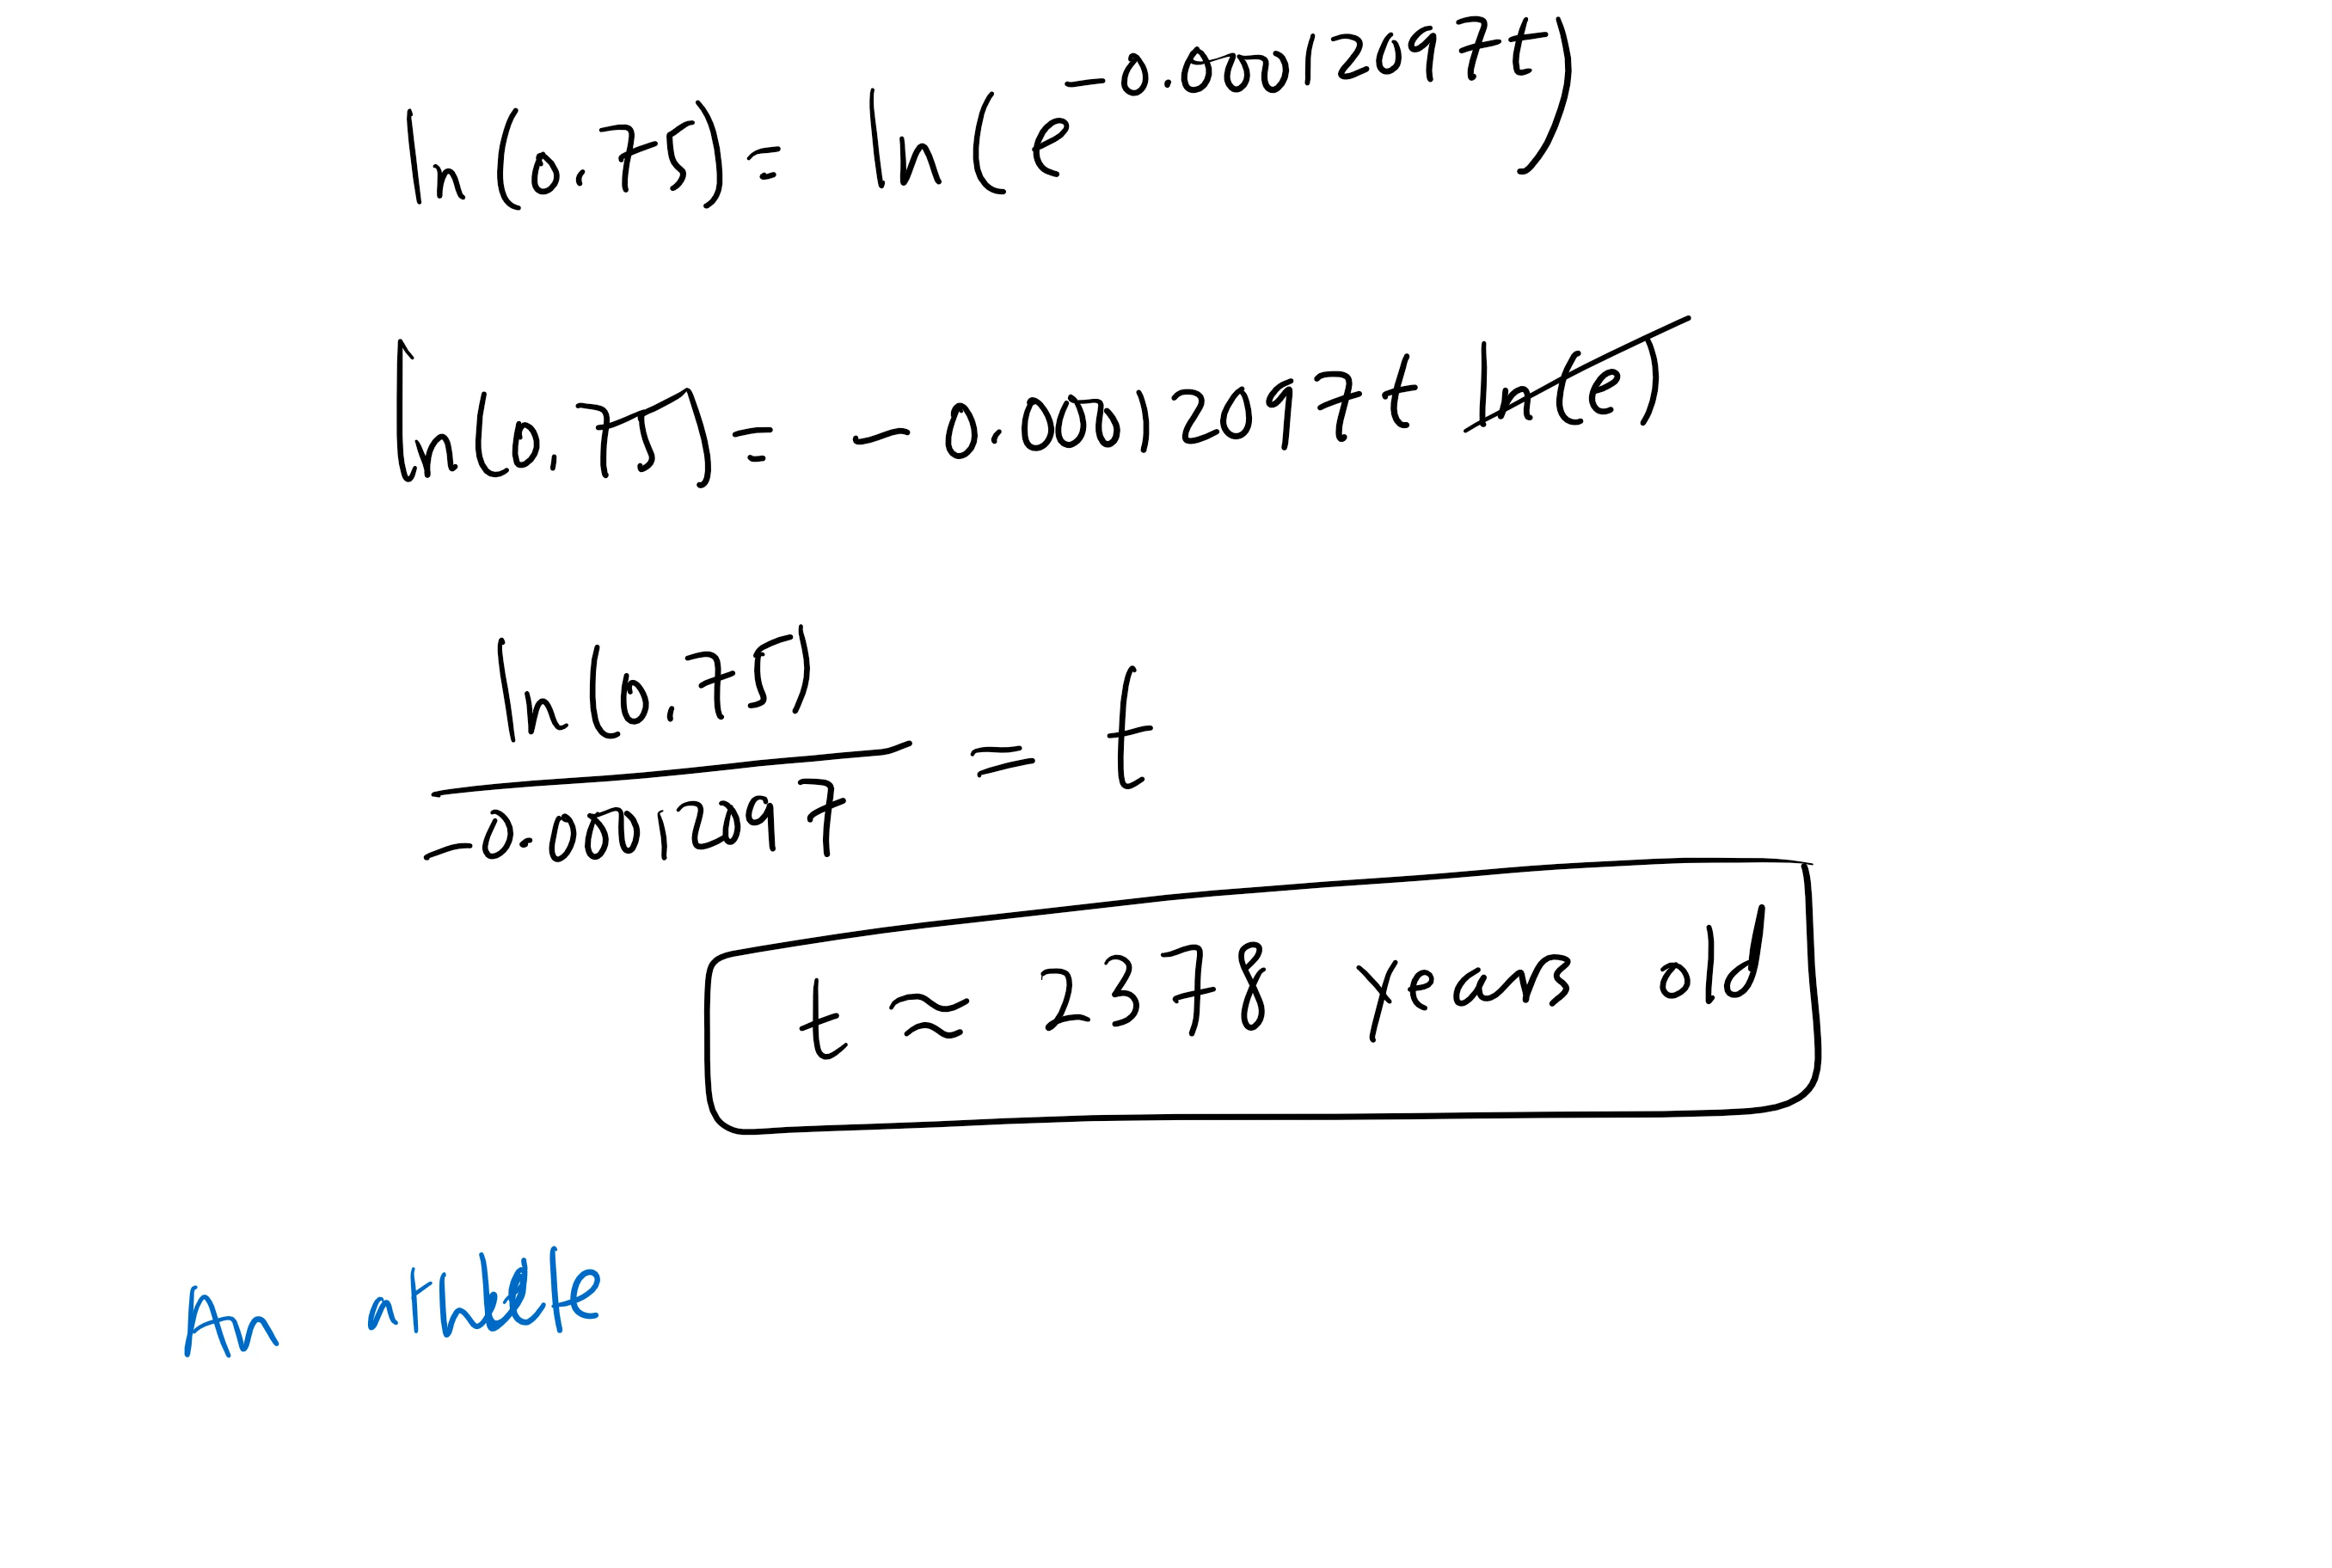 ln(0.75) = ln(e^{-0.00012097t})
ln(0.75) = -0.00012097t ln(e)
ln(0.75)
-0.00012097
= t
t ≈ 2378 years old
An athlete